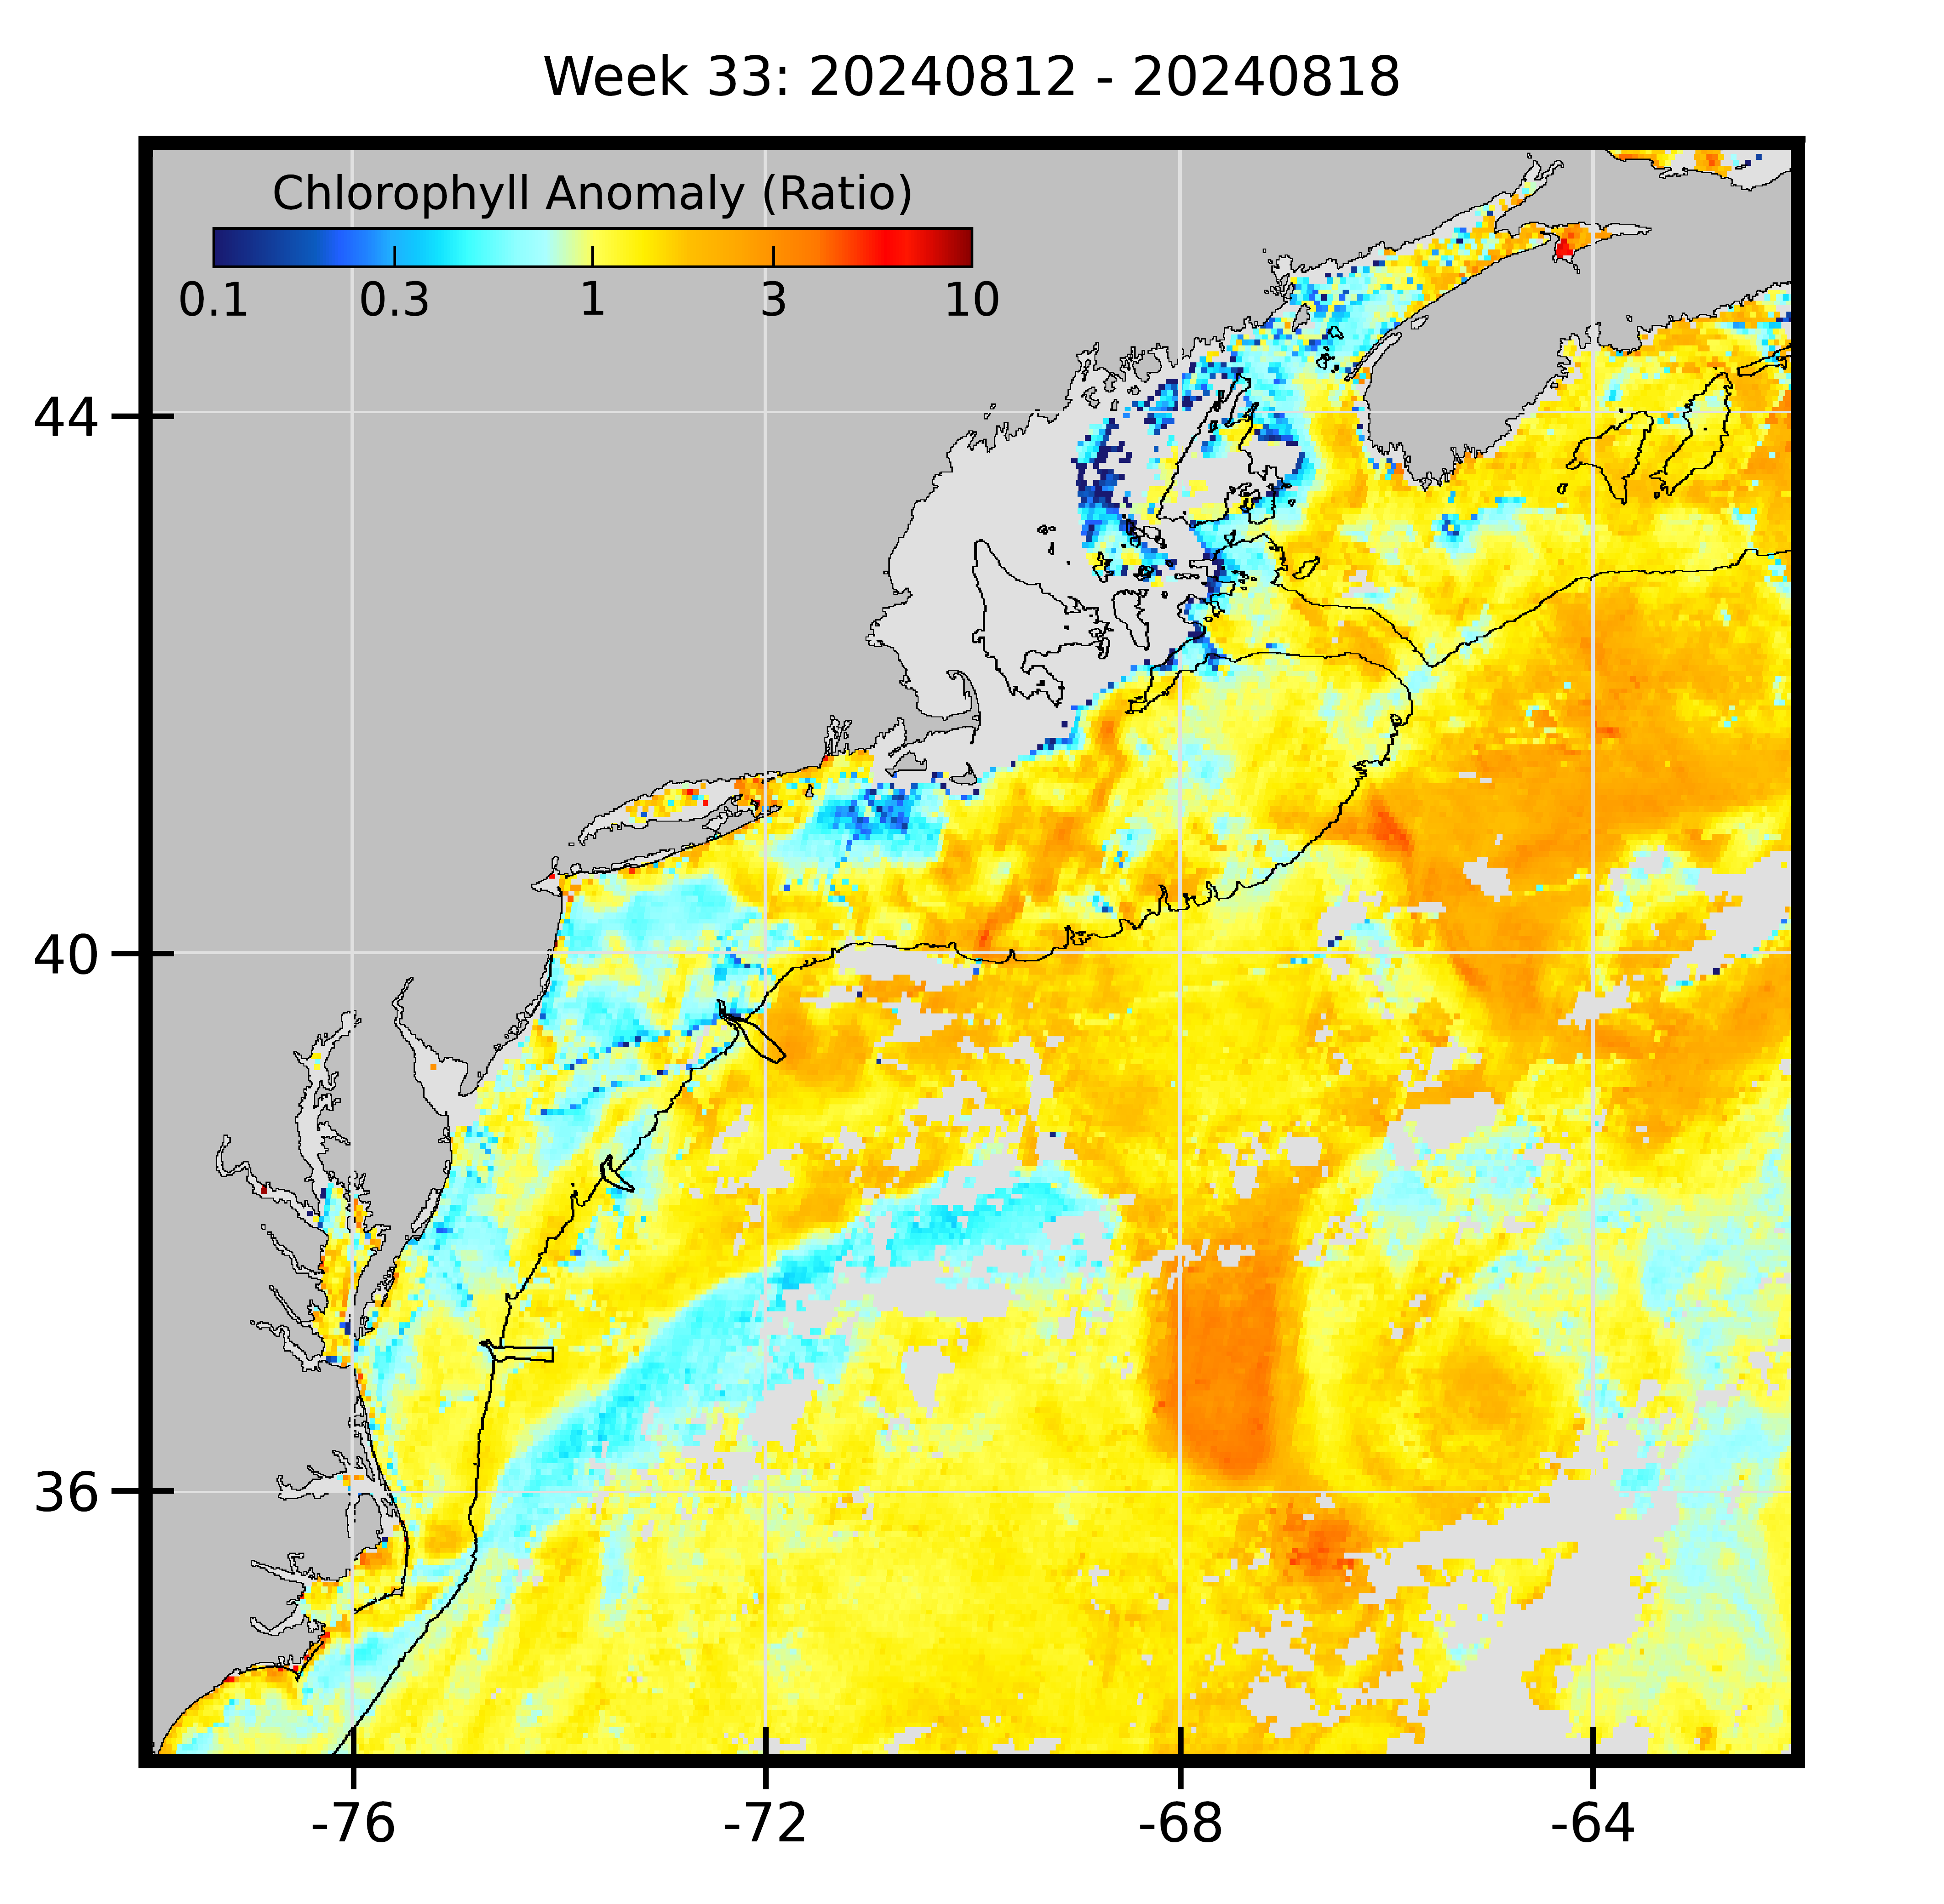 Week 33: 20240812 - 20240818
Chlorophyll Anomaly (Ratio)
0.1 0.3 1 3 10
44
40
36
-76 -72 -68 -64